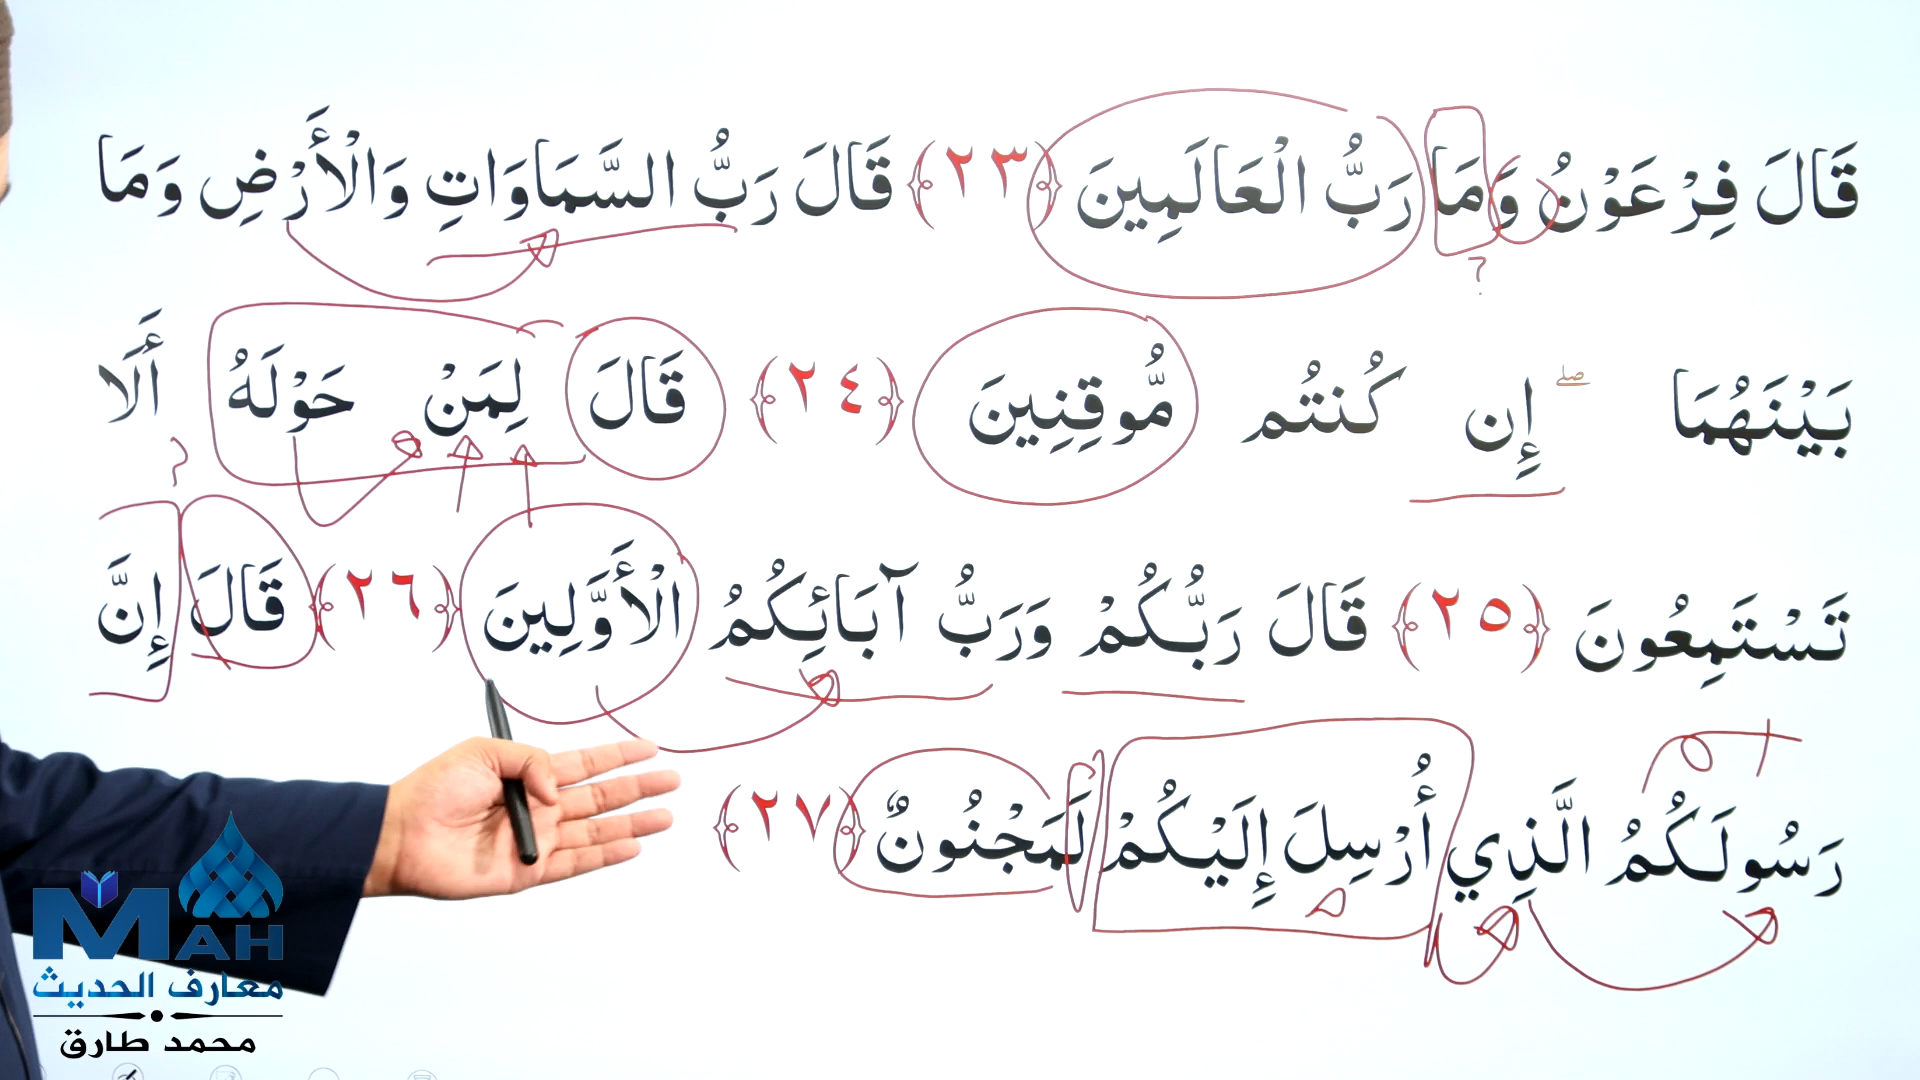 قَالَ فِرْعَوْنُ وَمَا رَبُّ الْعَالَمِينَ ﴿٢٣﴾ قَالَ رَبُّ السَّمَاوَاتِ وَالْأَرْضِ وَمَا
بَيْنَهُمَا ۖ إِن كُنتُم مُّوقِنِينَ ﴿٢٤﴾ قَالَ لِمَنْ حَوْلَهُ أَلَا
تَسْتَمِعُونَ ﴿٢٥﴾ قَالَ رَبُّكُمْ وَرَبُّ آبَائِكُمُ الْأَوَّلِينَ ﴿٢٦﴾ قَالَ إِنَّ
رَسُولَكُمُ الَّذِي أُرْسِلَ إِلَيْكُمْ لَمَجْنُونٌ ﴿٢٧﴾
MAH
معارف الحديث
محمد طارق